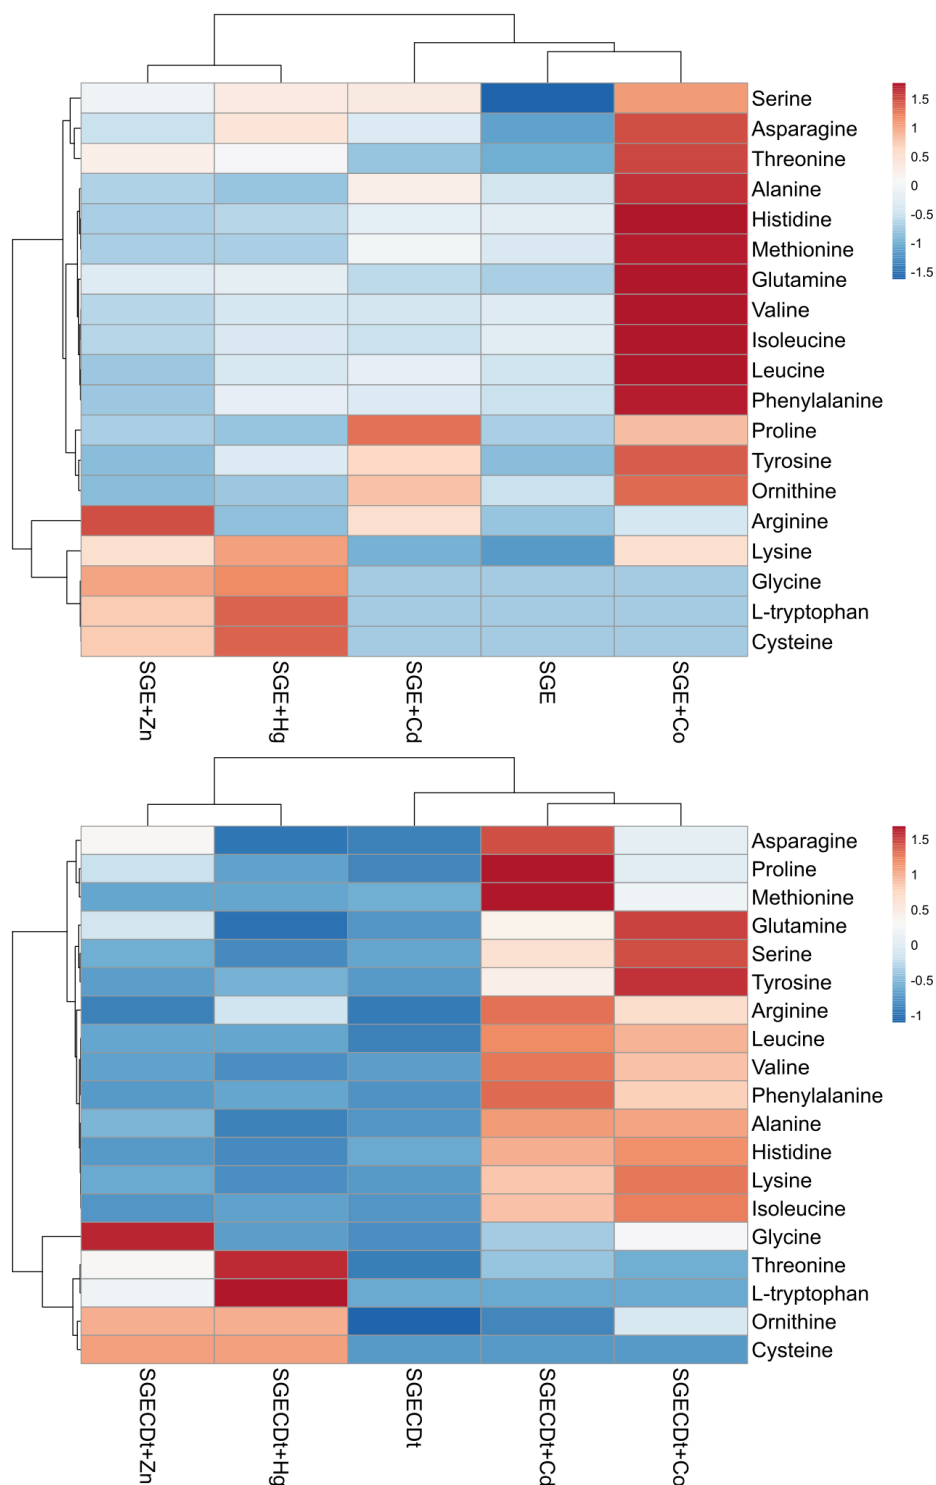 Serine
Asparagine
Threonine
Alanine
Histidine
Methionine
Glutamine
Valine
Isoleucine
Leucine
Phenylalanine
Proline
Tyrosine
Ornithine
Arginine
Lysine
Glycine
L-tryptophan
Cysteine
1.5
1
0.5
0
-0.5
-1
-1.5
SGE+Zn
SGE+Hg
SGE+Cd
SGE
SGE+Co
Asparagine
Proline
Methionine
Glutamine
Serine
Tyrosine
Arginine
Leucine
Valine
Phenylalanine
Alanine
Histidine
Lysine
Isoleucine
Glycine
Threonine
L-tryptophan
Ornithine
Cysteine
1.5
1
0.5
0
-0.5
-1
SGECDt+Zn
SGECDt+Hg
SGECDt
SGECDt+Cd
SGECDt+Co